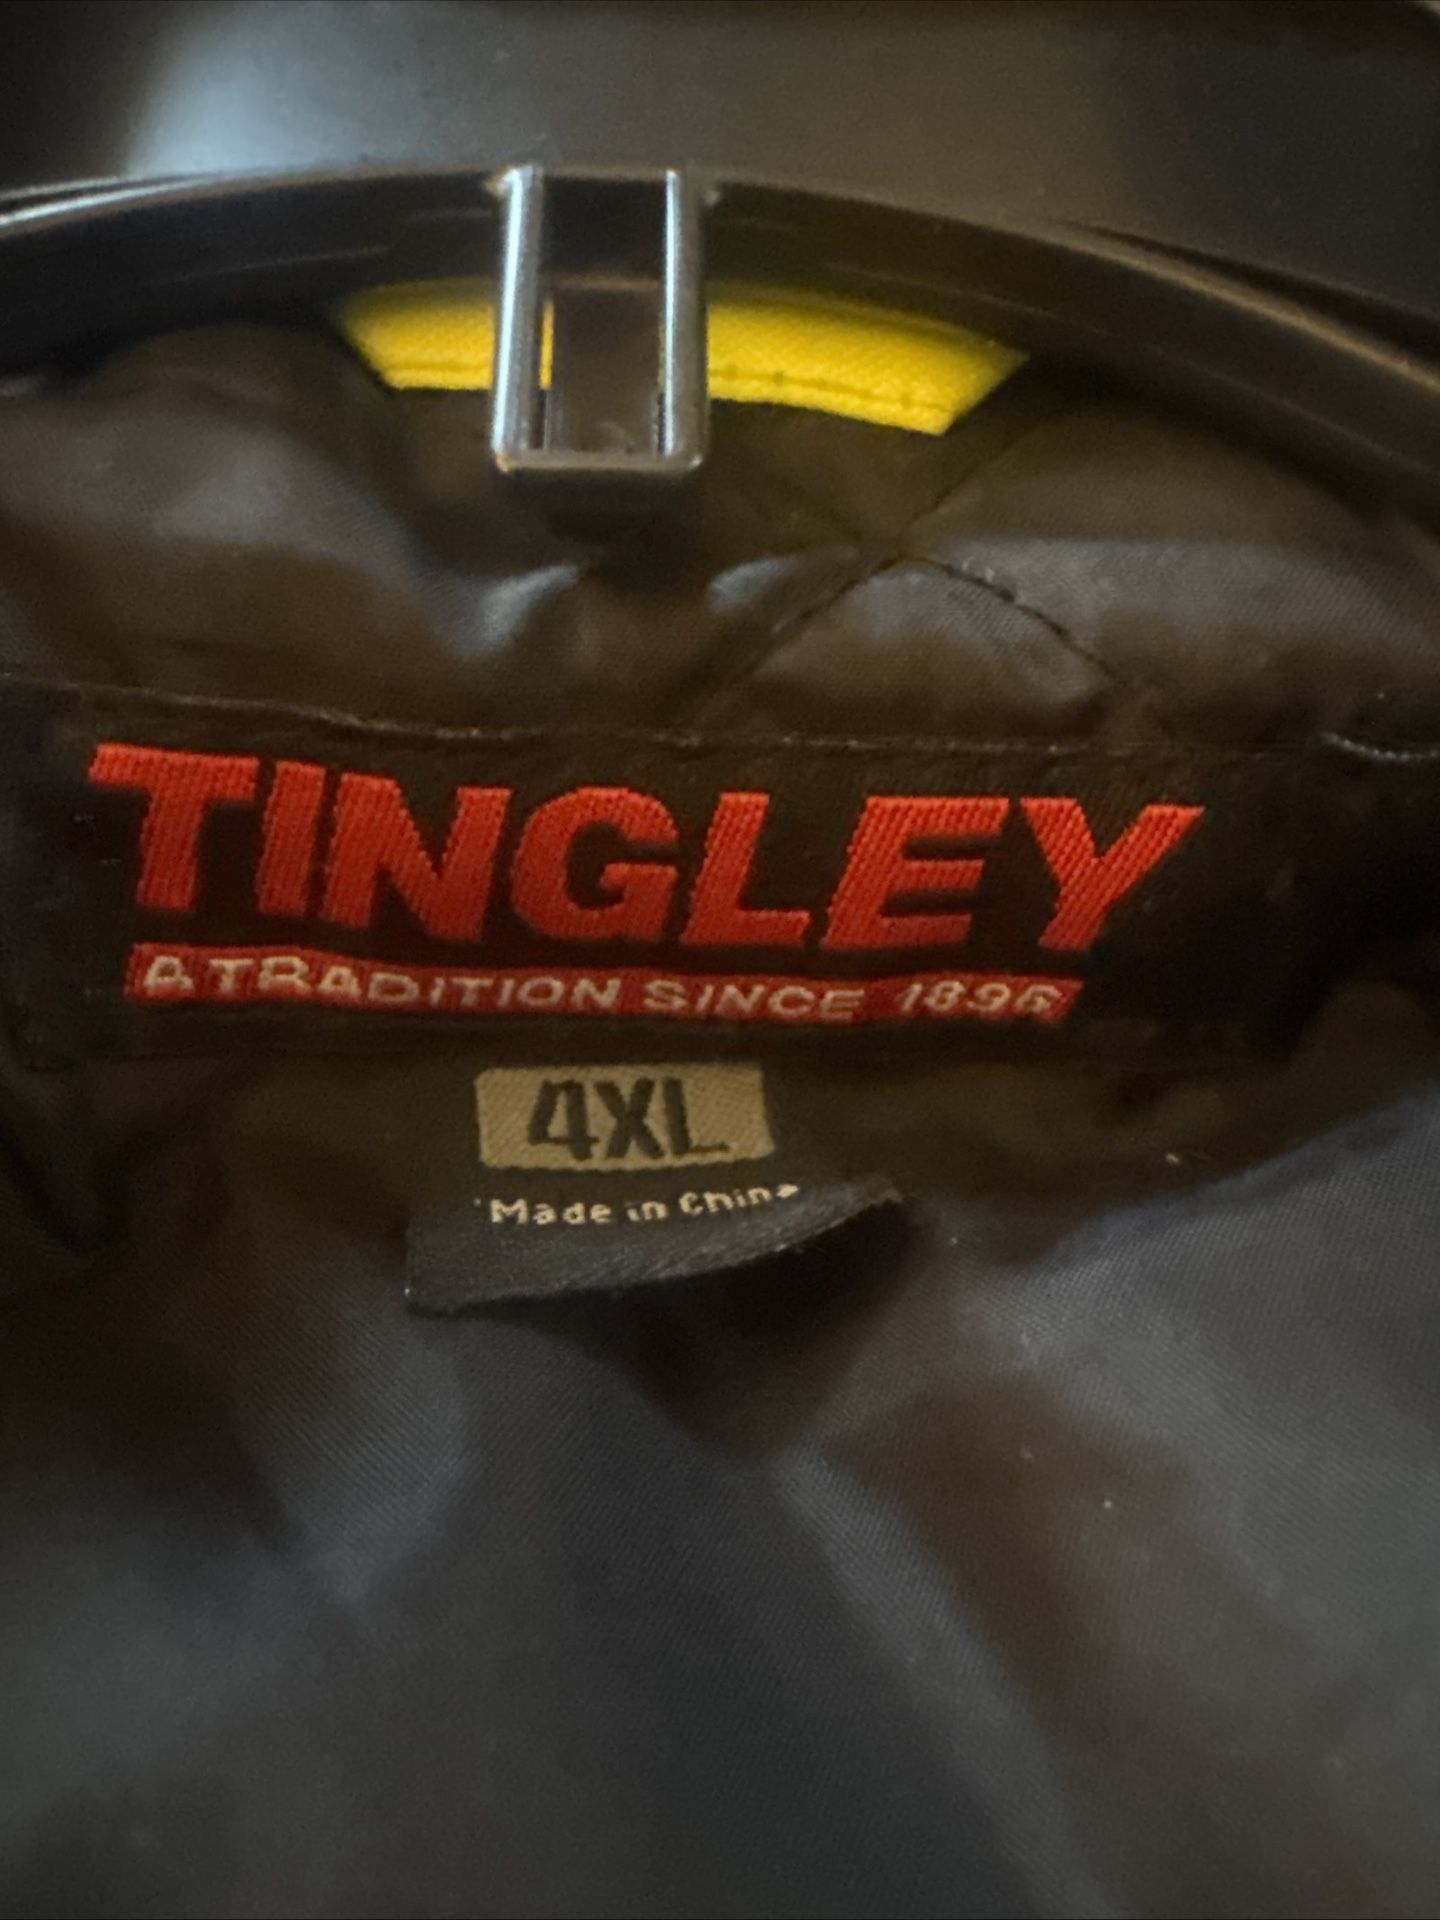 TINGLEY
A TRADITION SINCE 1896
4XL
Made in China